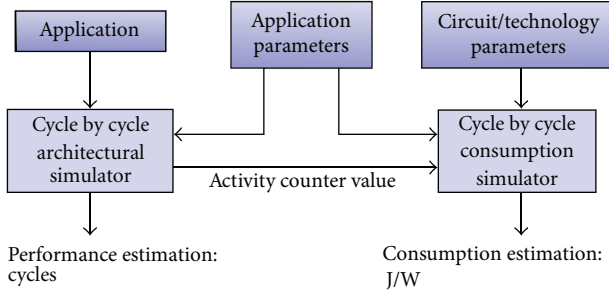 Application
Application
parameters
Circuit/technology
parameters
Cycle by cycle
architectural
simulator
Activity counter value
Cycle by cycle
consumption
simulator
Performance estimation:
cycles
Consumption estimation:
J/W